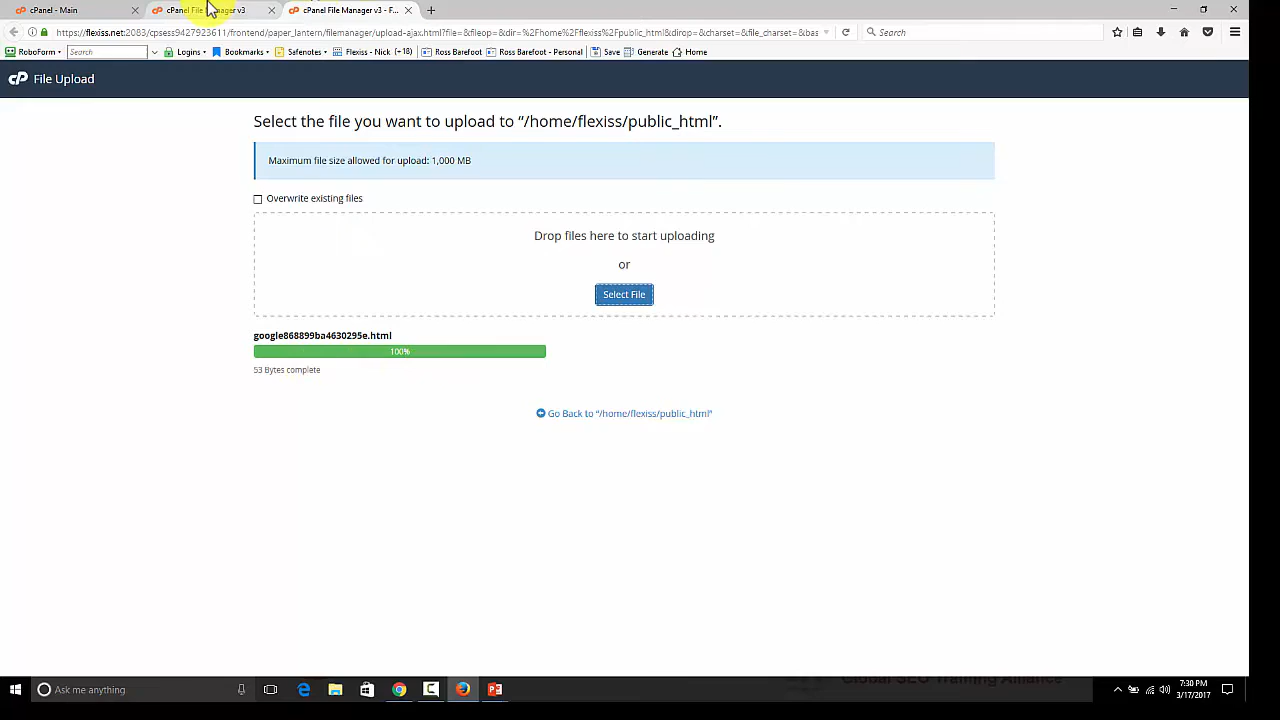 cPanel - Main
cPanel File Manager v3
cPanel File Manager v3 - F...
https://flexiss.net:2083/cpsess9427923611/frontend/paper_lantern/filemanager/upload-ajax.html?file=&fileop=&dir=%2Fhome%2Fflexiss%2Fpublic_html&dirop=&charset=&file_charset=&bas
Search
RoboForm
Search
Logins
Bookmarks
Safenotes
Flexiss - Nick (+18)
Ross Barefoot
Ross Barefoot - Personal
Save
Generate
Home
cP File Upload
Select the file you want to upload to “/home/flexiss/public_html”.
Maximum file size allowed for upload: 1,000 MB
Overwrite existing files
Drop files here to start uploading
or
Select File
google868899ba4630295e.html
100%
53 Bytes complete
Go Back to “/home/flexiss/public_html”
Global SEO Training Alliance
Ask me anything
7:30 PM
3/17/2017